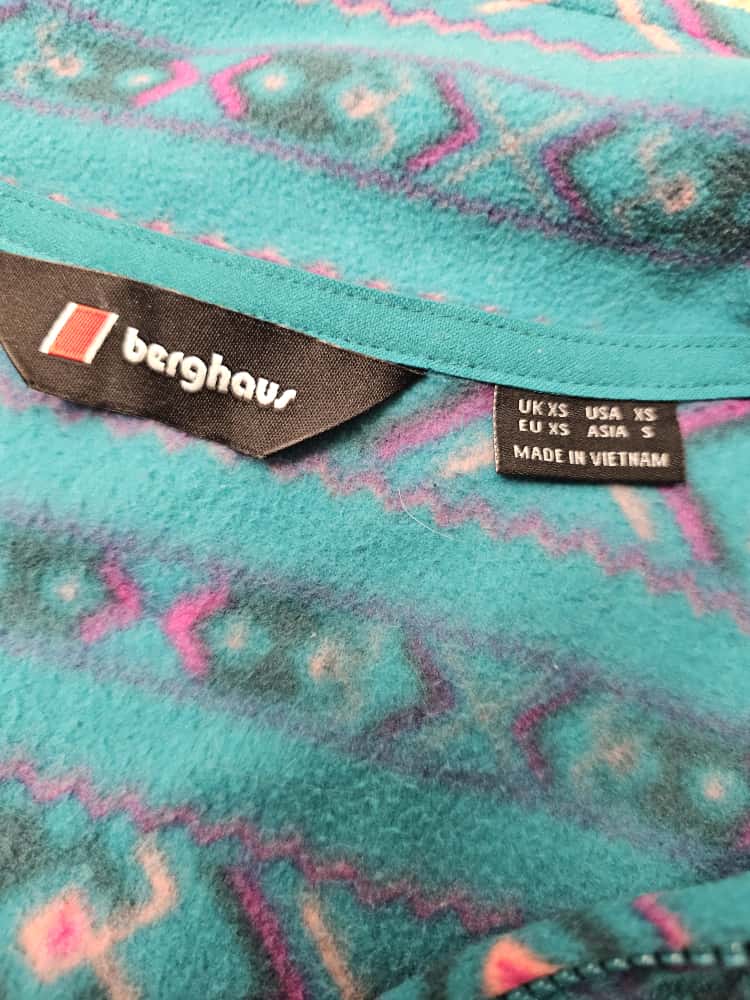 berghaus
UK XS USA XS
EU XS ASIA S
MADE IN VIETNAM